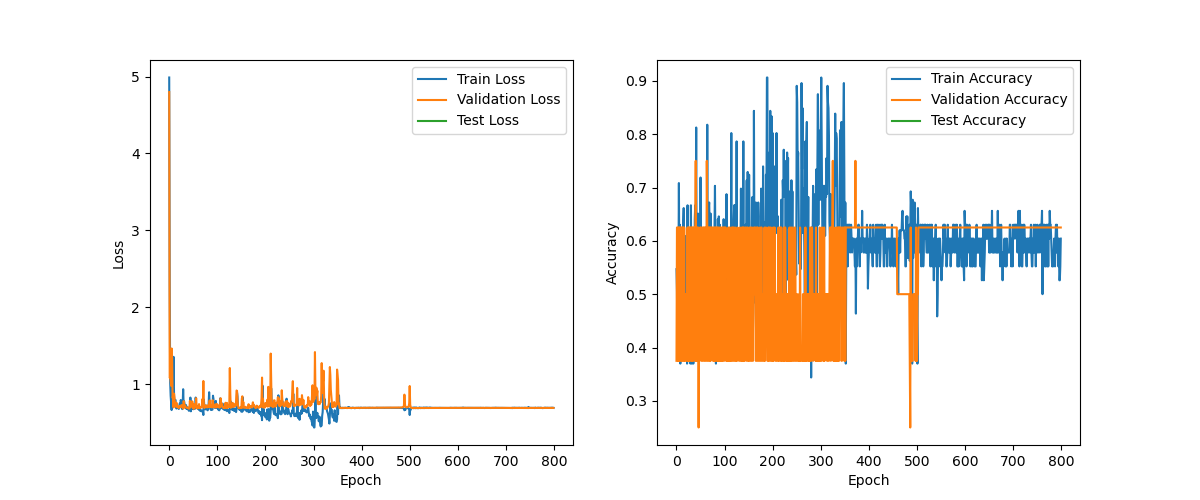 Train Loss
Validation Loss
Test Loss
5
4
3
2
1
Loss
0 100 200 300 400 500 600 700 800
Epoch
Train Accuracy
Validation Accuracy
Test Accuracy
0.9
0.8
0.7
0.6
0.5
0.4
0.3
Accuracy
0 100 200 300 400 500 600 700 800
Epoch